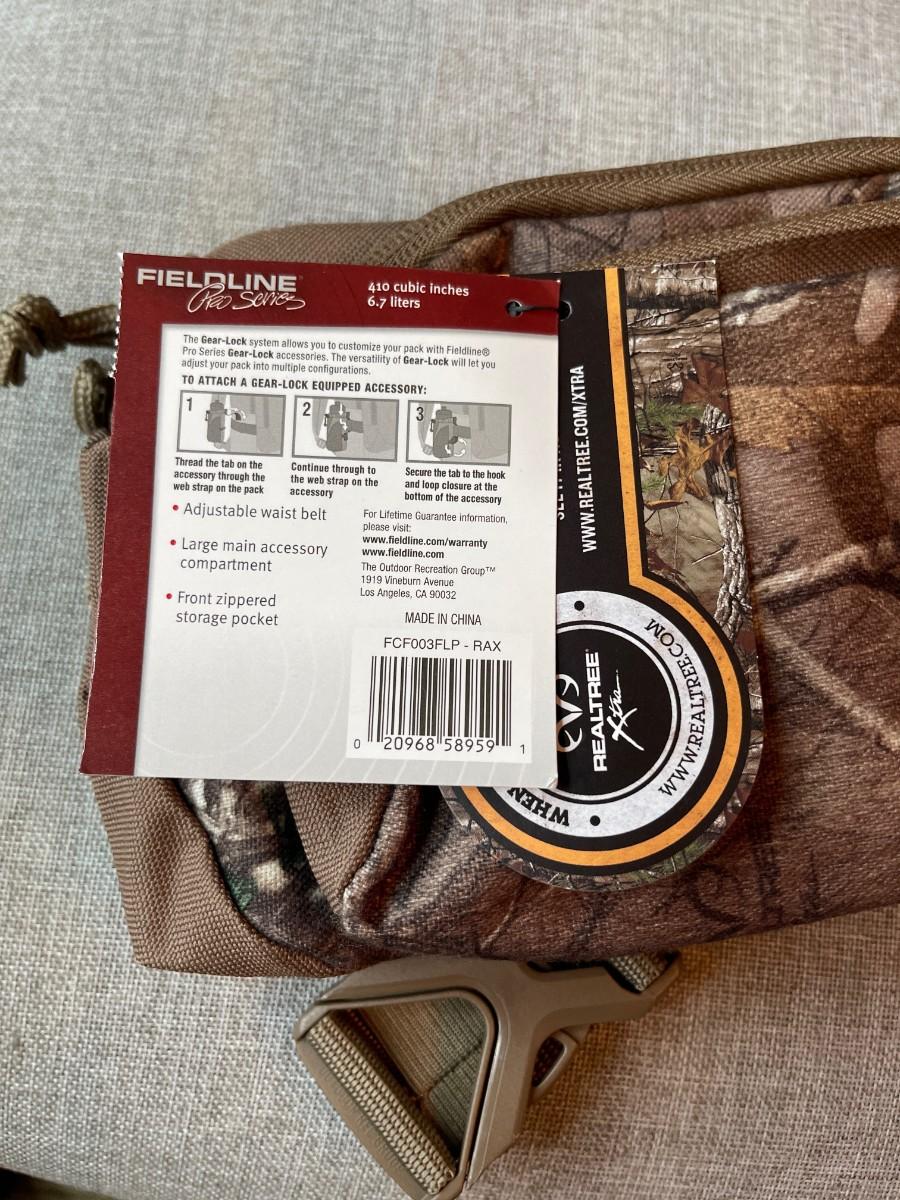 FIELDLINE
Pro Series
410 cubic inches
6.7 liters
The Gear-Lock system allows you to customize your pack with Fieldline®
Pro Series Gear-Lock accessories. The versatility of Gear-Lock will let you
adjust your pack into multiple configurations.
TO ATTACH A GEAR-LOCK EQUIPPED ACCESSORY:
1
2
3
Thread the tab on the
accessory through the
web strap on the pack
Continue through to
the web strap on the
accessory
Secure the tab to the hook
and loop closure at the
bottom of the accessory
• Adjustable waist belt
• Large main accessory
compartment
• Front zippered
storage pocket
For Lifetime Guarantee information,
please visit:
www.fieldline.com/warranty
www.fieldline.com
The Outdoor Recreation Group™
1919 Vineburn Avenue
Los Angeles, CA 90032
MADE IN CHINA
FCF003FLP - RAX
0 20968 58959 1
WWW.REALTREE.COM/XTRA
REALTREE®
Xtra
WWW.REALTREE.COM
WHEN